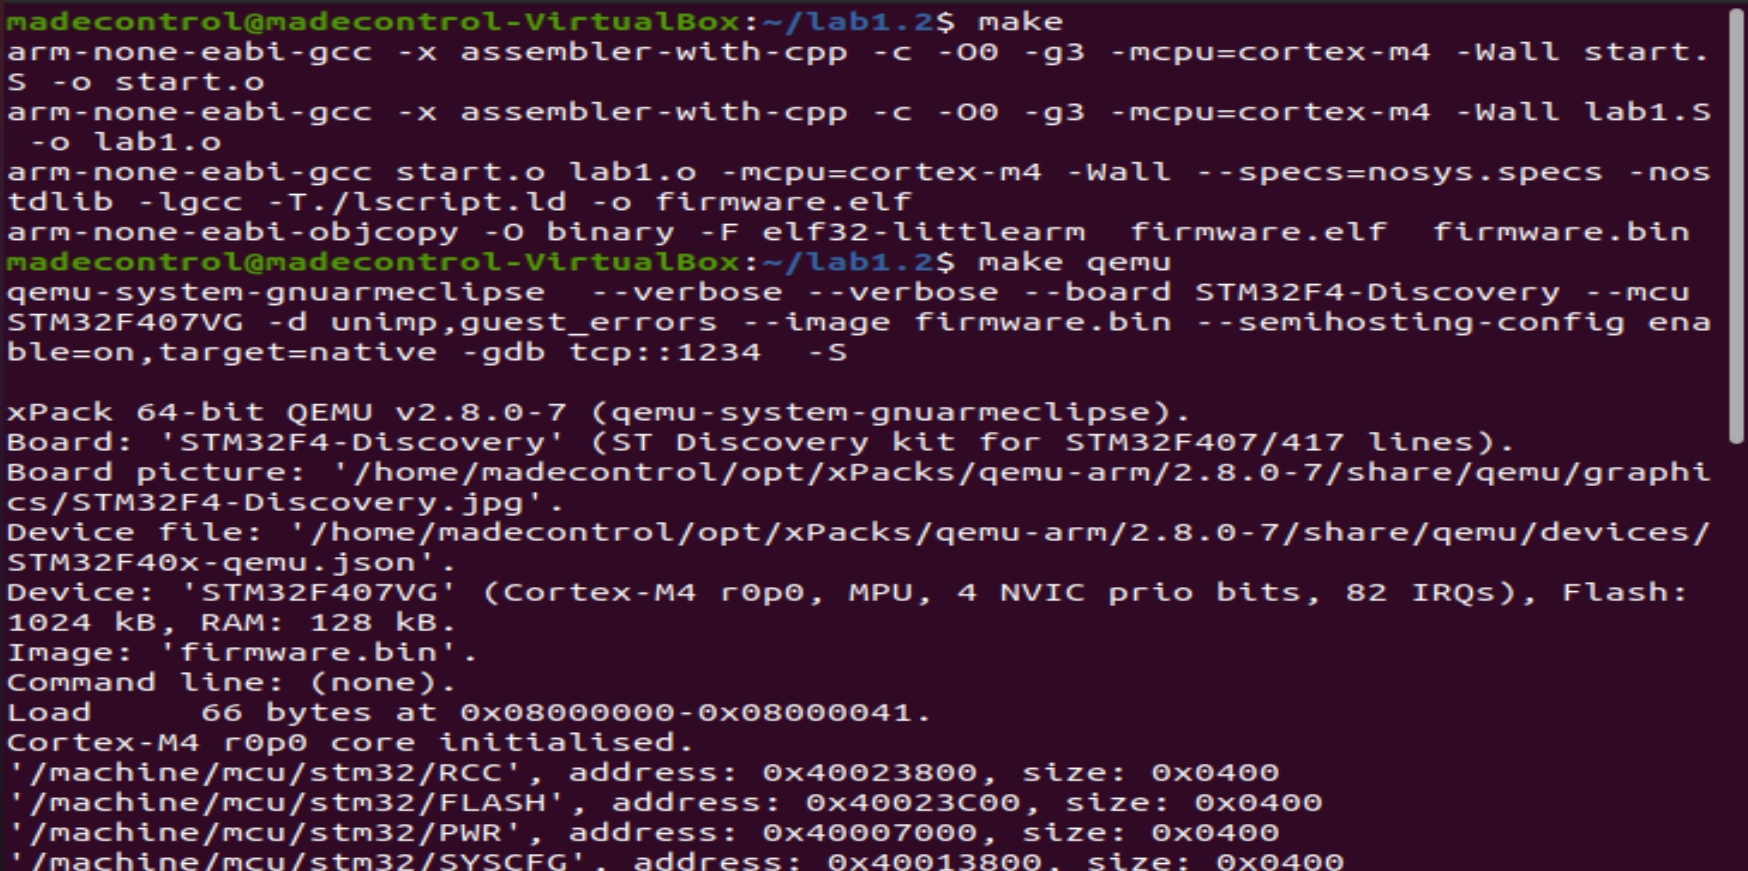 madecontrol@madecontrol-VirtualBox:~/lab1.2$ make
arm-none-eabi-gcc -x assembler-with-cpp -c -O0 -g3 -mcpu=cortex-m4 -Wall start.
S -o start.o
arm-none-eabi-gcc -x assembler-with-cpp -c -O0 -g3 -mcpu=cortex-m4 -Wall lab1.S
 -o lab1.o
arm-none-eabi-gcc start.o lab1.o -mcpu=cortex-m4 -Wall --specs=nosys.specs -nos
tdlib -lgcc -T./lscript.ld -o firmware.elf
arm-none-eabi-objcopy -O binary -F elf32-littlearm  firmware.elf  firmware.bin
madecontrol@madecontrol-VirtualBox:~/lab1.2$ make qemu
qemu-system-gnuarmeclipse  --verbose --verbose --board STM32F4-Discovery --mcu
STM32F407VG -d unimp,guest_errors --image firmware.bin --semihosting-config ena
ble=on,target=native -gdb tcp::1234  -S
xPack 64-bit QEMU v2.8.0-7 (qemu-system-gnuarmeclipse).
Board: 'STM32F4-Discovery' (ST Discovery kit for STM32F407/417 lines).
Board picture: '/home/madecontrol/opt/xPacks/qemu-arm/2.8.0-7/share/qemu/graphi
cs/STM32F4-Discovery.jpg'.
Device file: '/home/madecontrol/opt/xPacks/qemu-arm/2.8.0-7/share/qemu/devices/
STM32F40x-qemu.json'.
Device: 'STM32F407VG' (Cortex-M4 r0p0, MPU, 4 NVIC prio bits, 82 IRQs), Flash:
1024 kB, RAM: 128 kB.
Image: 'firmware.bin'.
Command line: (none).
Load     66 bytes at 0x08000000-0x08000041.
Cortex-M4 r0p0 core initialised.
'/machine/mcu/stm32/RCC', address: 0x40023800, size: 0x0400
'/machine/mcu/stm32/FLASH', address: 0x40023C00, size: 0x0400
'/machine/mcu/stm32/PWR', address: 0x40007000, size: 0x0400
'/machine/mcu/stm32/SYSCFG', address: 0x40013800, size: 0x0400